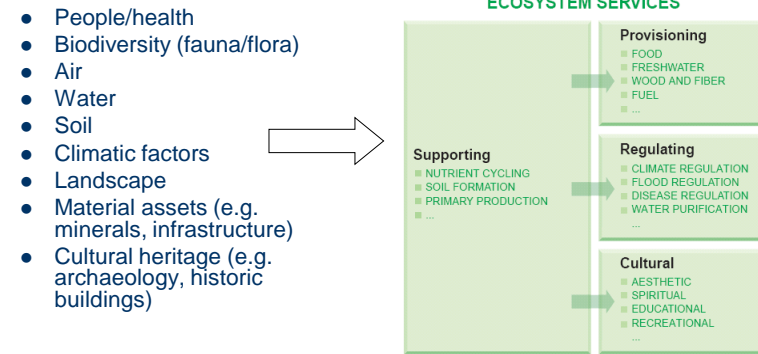 ● People/health
● Biodiversity (fauna/flora)
● Air
● Water
● Soil
● Climatic factors
● Landscape
● Material assets (e.g.
minerals, infrastructure)
● Cultural heritage (e.g.
archaeology, historic
buildings)
ECOSYSTEM SERVICES
Supporting
NUTRIENT CYCLING
SOIL FORMATION
PRIMARY PRODUCTION
...
Provisioning
FOOD
FRESHWATER
WOOD AND FIBER
FUEL
...
Regulating
CLIMATE REGULATION
FLOOD REGULATION
DISEASE REGULATION
WATER PURIFICATION
...
Cultural
AESTHETIC
SPIRITUAL
EDUCATIONAL
RECREATIONAL
...